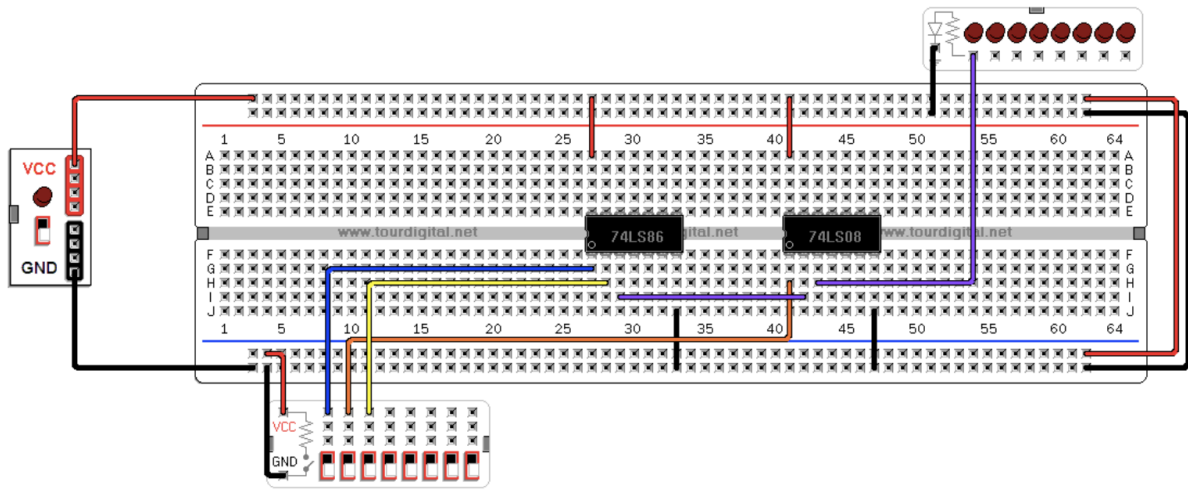 1 5 10 15 20 25 30 35 40 45 50 55 60 64
A A
B B
VCC C C
D D
E E
www.tourdigital.net 74LS86 gital.net 74LS08 www.tourdigital.net
F F
GND G G
H H
I I
J J
1 5 10 15 20 25 30 35 40 45 50 55 60 64
VCC
GND